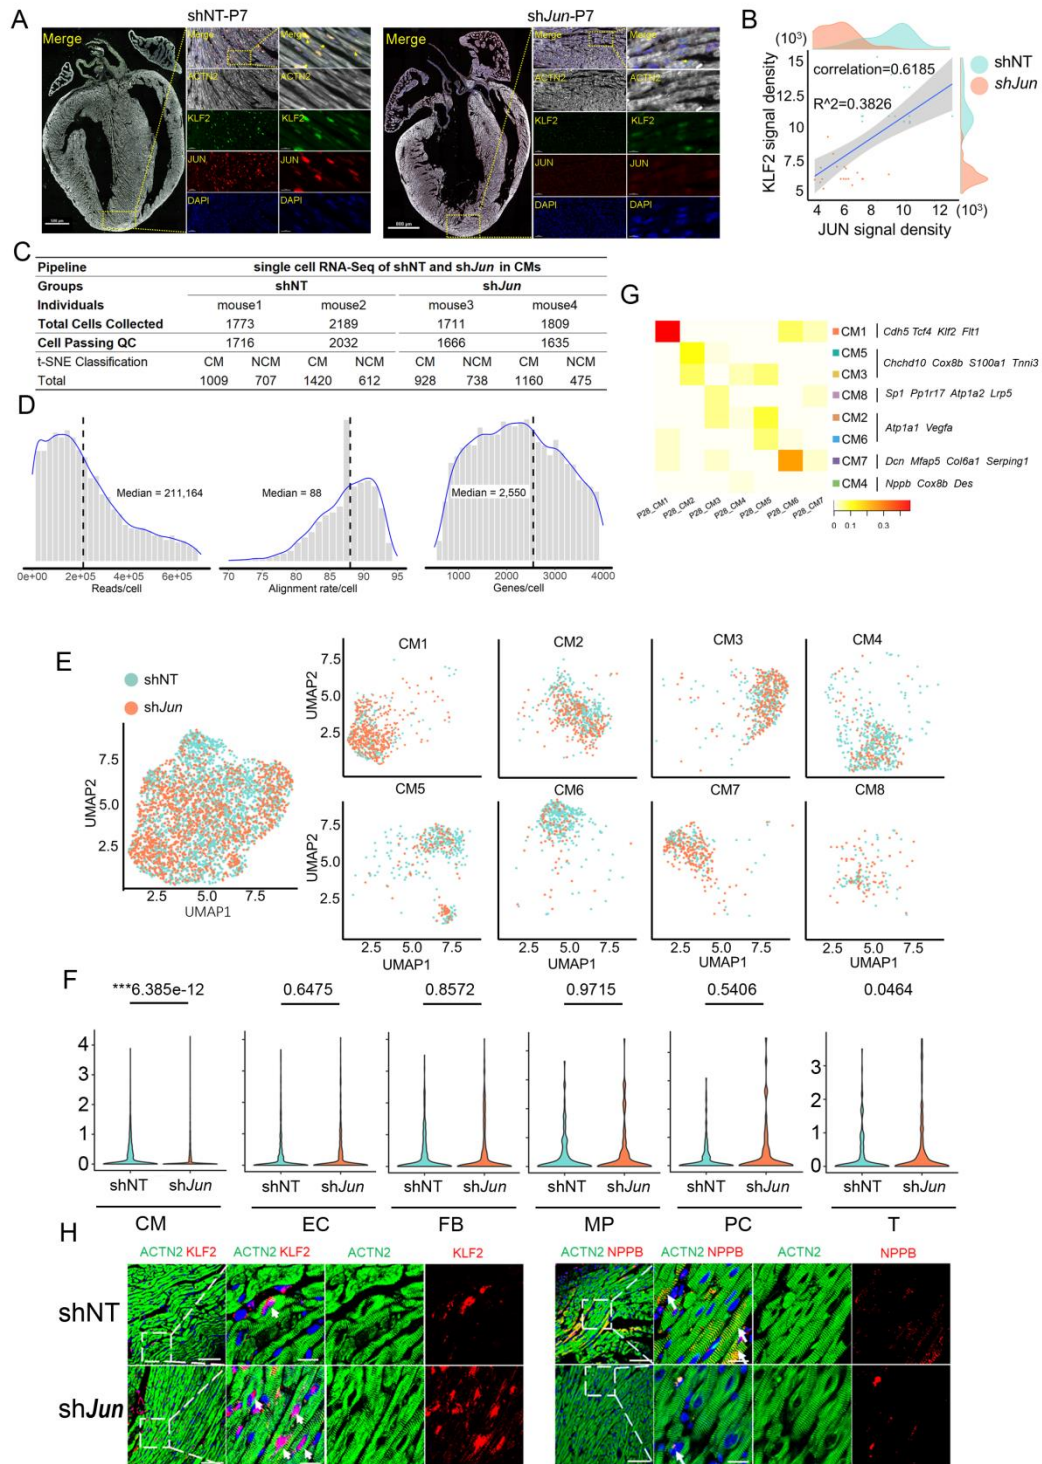 A
shNT-P7
shJun-P7
Merge
Merge
Merge
ACTN2
ACTN2
KLF2
KLF2
JUN
JUN
DAPI
DAPI
Merge
Merge
Merge
ACTN2
ACTN2
KLF2
KLF2
JUN
JUN
DAPI
DAPI
B
(10³)
shNT
shJun
correlation=0.6185
R^2=0.3826
15
12.5
10
7.5
5
KLF2 signal density
4 6 8 10 12
(10³)
JUN signal density
C
Pipeline single cell RNA-Seq of shNT and shJun in CMs
Groups shNT shJun
Individuals mouse1 mouse2 mouse3 mouse4
Total Cells Collected 1773 2189 1711 1809
Cell Passing QC 1716 2032 1666 1635
t-SNE Classification CM NCM CM NCM CM NCM CM NCM
Total 1009 707 1420 612 928 738 1160 475
D
Median = 211,164
0e+00 2e+05 4e+05 6e+05
Reads/cell
Median = 88
70 75 80 85 90 95
Alignment rate/cell
Median = 2,550
1000 2000 3000 4000
Genes/cell
G
CM1 Cdh5 Tcf4 Klf2 Flt1
CM5
Chchd10 Cox8b S100a1 Tnni3
CM3
CM8 Sp1 Pp1r17 Atp1a2 Lrp5
CM2
Atp1a1 Vegfa
CM6
CM7 Dcn Mfap5 Col6a1 Serping1
CM4 Nppb Cox8b Des
P28_CM1 P28_CM2 P28_CM3 P28_CM4 P28_CM5 P28_CM6 P28_CM7
0 0.1 0.3
E
shNT
shJun
7.5
5.0
2.5
UMAP2
2.5 5.0 7.5
UMAP1
CM1 CM2 CM3 CM4
7.5
5.0
2.5
UMAP2
CM5 CM6 CM7 CM8
7.5
5.0
2.5
UMAP2
2.5 5.0 7.5 2.5 5.0 7.5 2.5 5.0 7.5 2.5 5.0 7.5
UMAP1 UMAP1
F
***6.385e-12 0.6475 0.8572 0.9715 0.5406 0.0464
4
3
2
1
0
3
2
1
0
shNT shJun shNT shJun shNT shJun shNT shJun shNT shJun shNT shJun
CM EC FB MP PC T
H
ACTN2 KLF2 ACTN2 KLF2 ACTN2 KLF2
ACTN2 NPPB ACTN2 NPPB ACTN2 NPPB
shNT
shJun